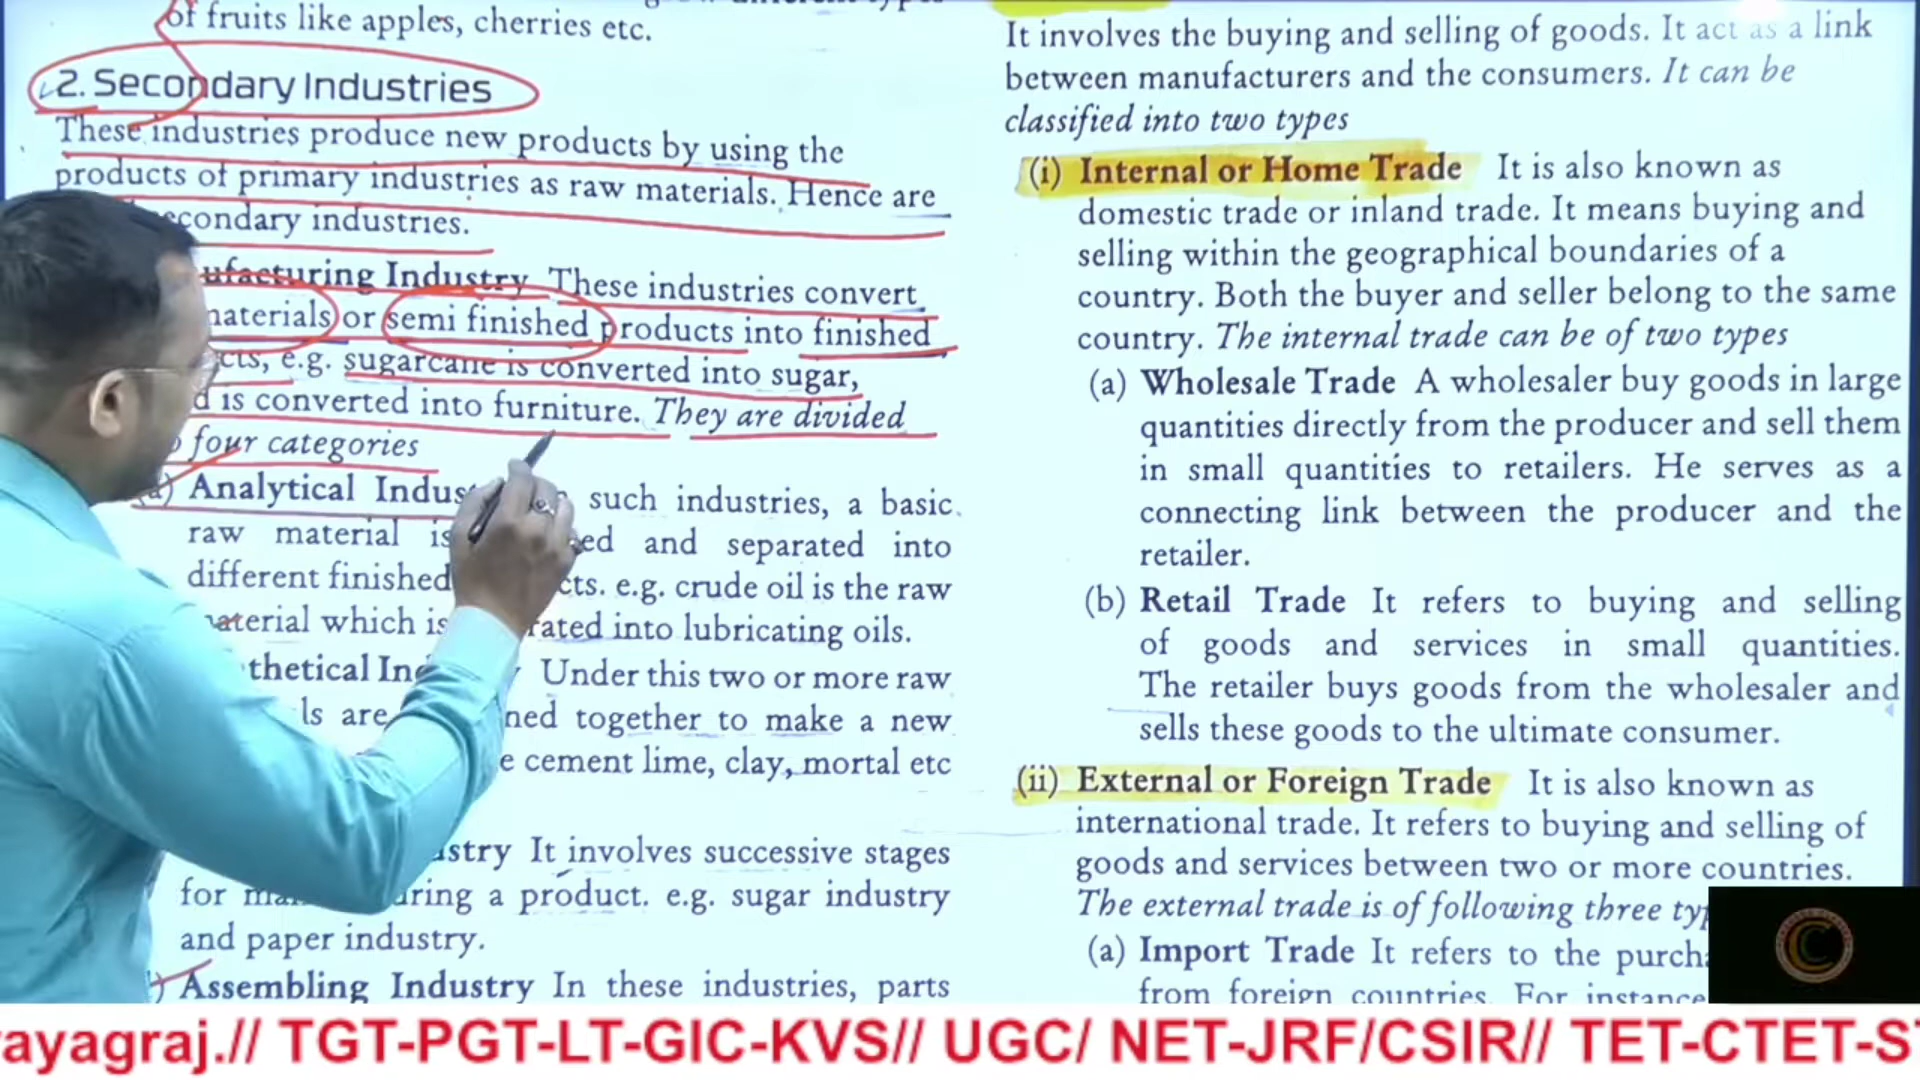 of fruits like apples, cherries etc.
2. Secondary Industries
These industries produce new products by using the
products of primary industries as raw materials. Hence are
condary industries.
ufacturing Industry These industries convert
materials or semi finished products into finished
cts, e.g. sugarcane is converted into sugar,
d is converted into furniture. They are divided
four categories
(a) Analytical Indus such industries, a basic
raw material is ed and separated into
different finished cts. e.g. crude oil is the raw
material which is rated into lubricating oils.
thetical Ind Under this two or more raw
ls are ned together to make a new
e cement lime, clay, mortal etc
stry It involves successive stages
for ma uring a product. e.g. sugar industry
and paper industry.
Assembling Industry In these industries, parts
It involves the buying and selling of goods. It act as a link
between manufacturers and the consumers. It can be
classified into two types
(i) Internal or Home Trade It is also known as
domestic trade or inland trade. It means buying and
selling within the geographical boundaries of a
country. Both the buyer and seller belong to the same
country. The internal trade can be of two types
(a) Wholesale Trade A wholesaler buy goods in large
quantities directly from the producer and sell them
in small quantities to retailers. He serves as a
connecting link between the producer and the
retailer.
(b) Retail Trade It refers to buying and selling
of goods and services in small quantities.
The retailer buys goods from the wholesaler and
sells these goods to the ultimate consumer.
(ii) External or Foreign Trade It is also known as
international trade. It refers to buying and selling of
goods and services between two or more countries.
The external trade is of following three typ
(a) Import Trade It refers to the purcha
from foreign countries. For instance
rayagraj.// TGT-PGT-LT-GIC-KVS// UGC/ NET-JRF/CSIR// TET-CTET-S